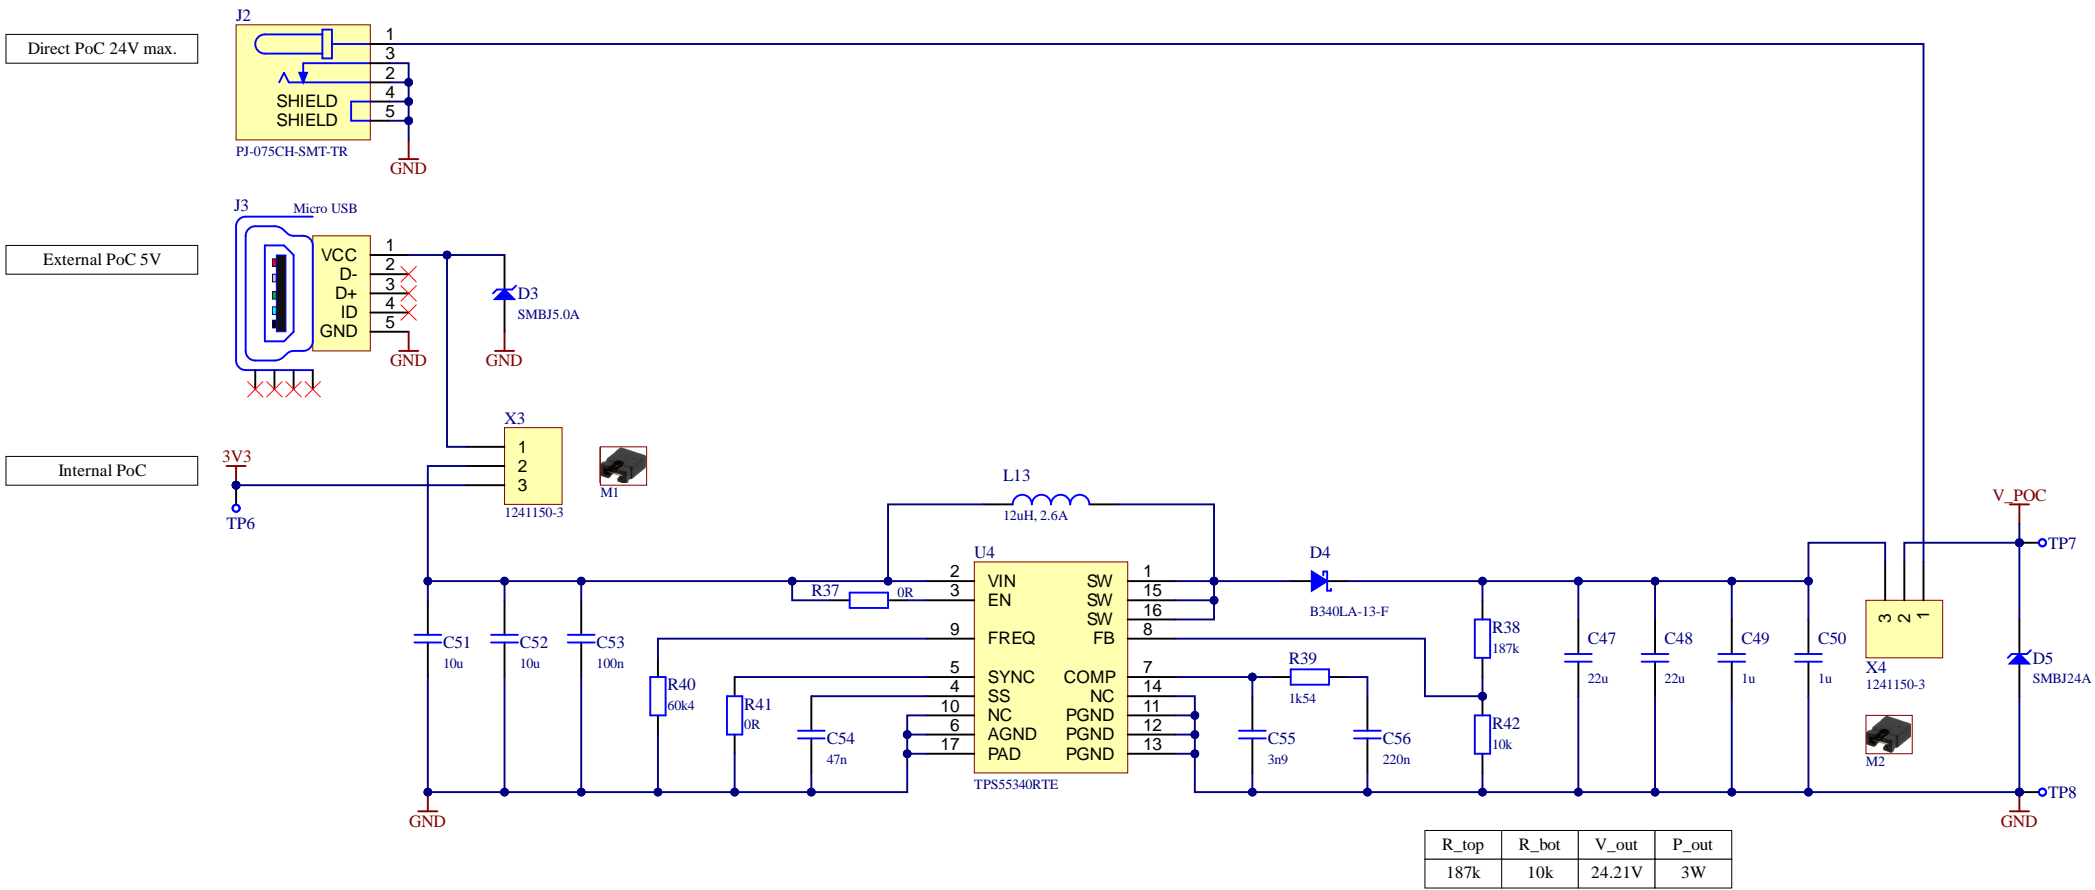 J2
Direct PoC 24V max.
1
3
2
4
5
SHIELD
SHIELD
PJ-075CH-SMT-TR
GND
J3
Micro USB
External PoC 5V
VCC
D-
D+
ID
GND
1
2
3
4
5
GND
D3
SMBJ5.0A
GND
X3
Internal PoC
3V3
TP6
1
2
3
1241150-3
M1
L13
12uH, 2.6A
U4
R37
0R
2
3
9
5
4
10
6
17
VIN
EN
FREQ
SYNC
SS
NC
AGND
PAD
SW
SW
SW
FB
COMP
NC
PGND
PGND
PGND
1
15
16
8
7
14
11
12
13
TPS55340RTE
D4
B340LA-13-F
C51
10u
C52
10u
C53
100n
R40
60k4
R41
0R
C54
47n
GND
R39
1k54
C55
3n9
C56
220n
R38
187k
R42
10k
C47
22u
C48
22u
C49
1u
C50
1u
3
2
1
X4
1241150-3
M2
V_POC
TP7
D5
SMBJ24A
TP8
GND
R_top R_bot V_out P_out
187k 10k 24.21V 3W